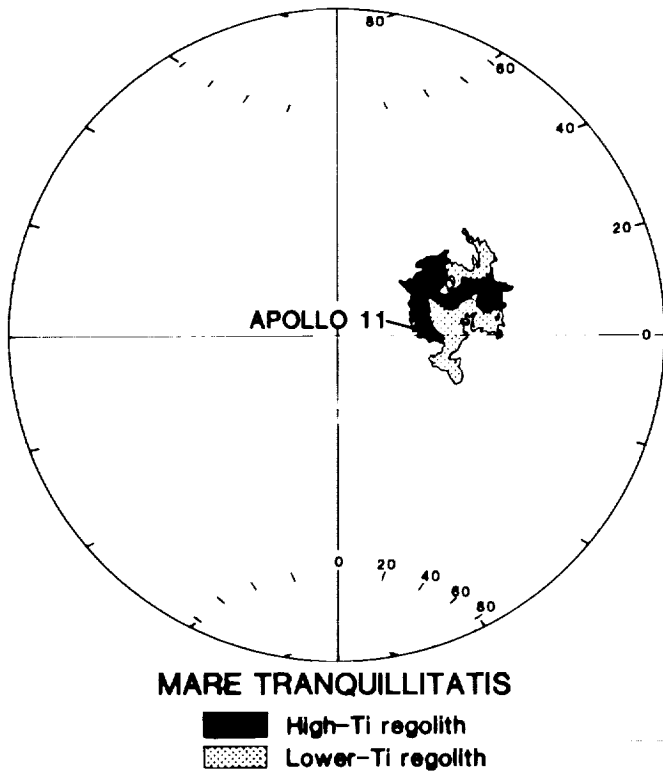 80
60
40
20
APOLLO 11
0
0
20
40
60
80
MARE TRANQUILLITATIS
High-Ti regolith
Lower-Ti regolith